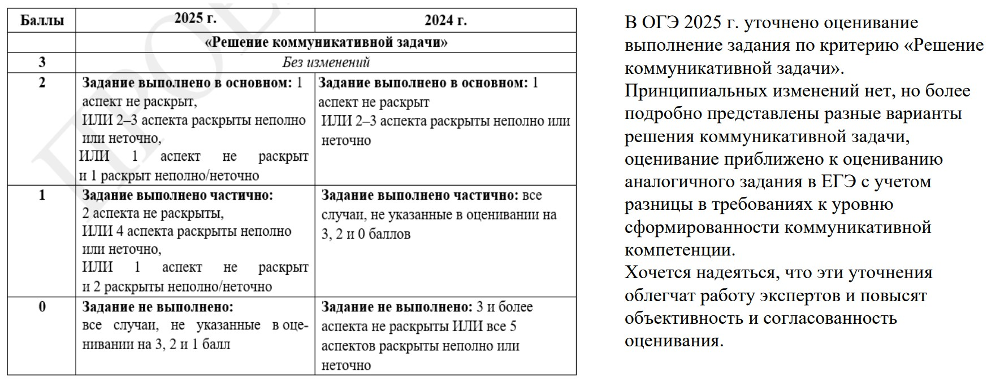 Баллы
2025 г.
2024 г.
«Решение коммуникативной задачи»
3
Без изменений
2
Задание выполнено в основном: 1
аспект не раскрыт,
ИЛИ 2–3 аспекта раскрыты неполно
или неточно,
ИЛИ 1 аспект не раскрыт
и 1 раскрыт неполно/неточно
Задание выполнено в основном: 1
аспект не раскрыт
ИЛИ 2–3 аспекта раскрыты неполно или
неточно
1
Задание выполнено частично:
2 аспекта не раскрыты,
ИЛИ 4 аспекта раскрыты неполно
или неточно,
ИЛИ 1 аспект не раскрыт
и 2 раскрыты неполно/неточно
Задание выполнено частично: все
случаи, не указанные в оценивании на
3, 2 и 0 баллов
0
Задание не выполнено:
все случаи, не указанные в оце-
нивании на 3, 2 и 1 балл
Задание не выполнено: 3 и более
аспекта не раскрыты ИЛИ все 5
аспектов раскрыты неполно или
неточно
В ОГЭ 2025 г. уточнено оценивание
выполнение задания по критерию «Решение
коммуникативной задачи».
Принципиальных изменений нет, но более
подробно представлены разные варианты
решения коммуникативной задачи,
оценивание приближено к оцениванию
аналогичного задания в ЕГЭ с учетом
разницы в требованиях к уровню
сформированности коммуникативной
компетенции.
Хочется надеяться, что эти уточнения
облегчат работу экспертов и повысят
объективность и согласованность
оценивания.